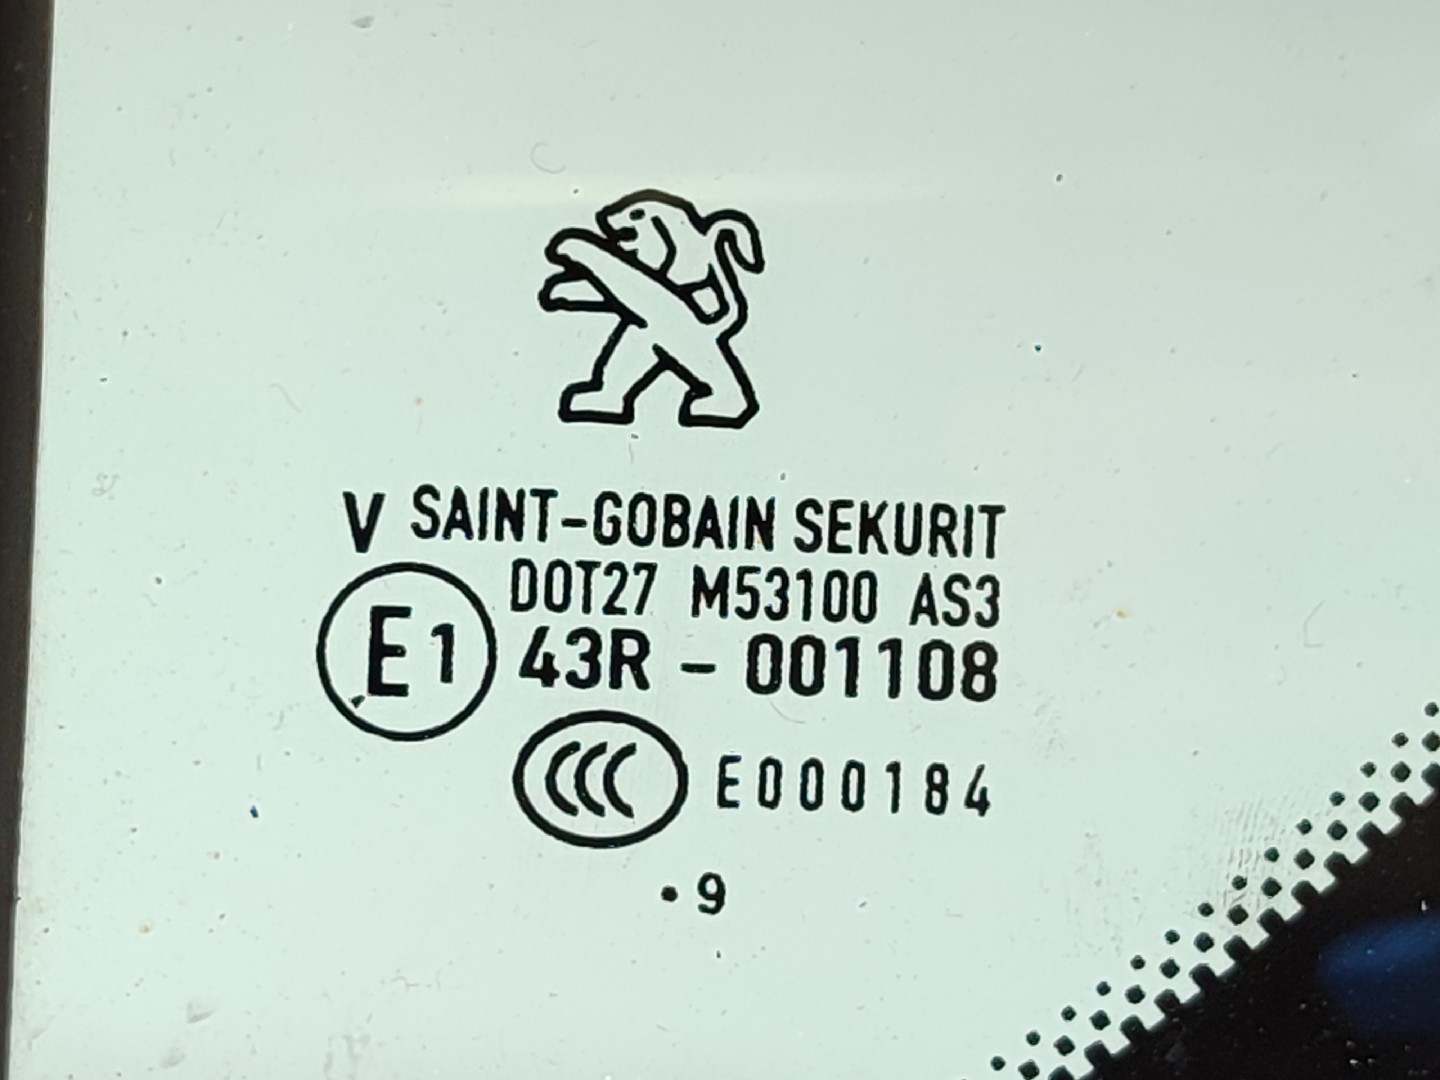 V SAINT-GOBAIN SEKURIT
DOT27 M53100 AS3
E1 43R - 001108
CCC E000184
·9